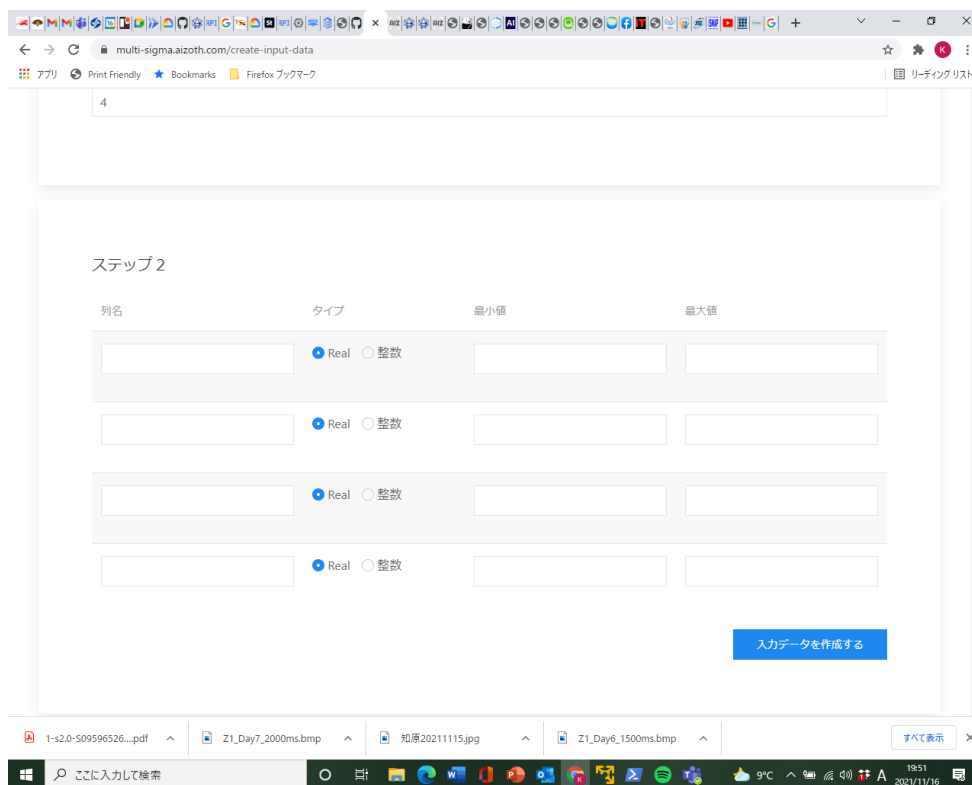 multi-sigma.aizoth.com/create-input-data
K
アプリ Print Friendly Bookmarks Firefox ブックマーク リーディング リスト
4
ステップ 2
列名 タイプ 最小値 最大値
Real 整数
Real 整数
Real 整数
Real 整数
入力データを作成する
1-s2.0-S09596526....pdf Z1_Day7_2000ms.bmp 知原20211115.jpg Z1_Day6_1500ms.bmp すべて表示
ここに入力して検索 9°C A 19:51
2021/11/16